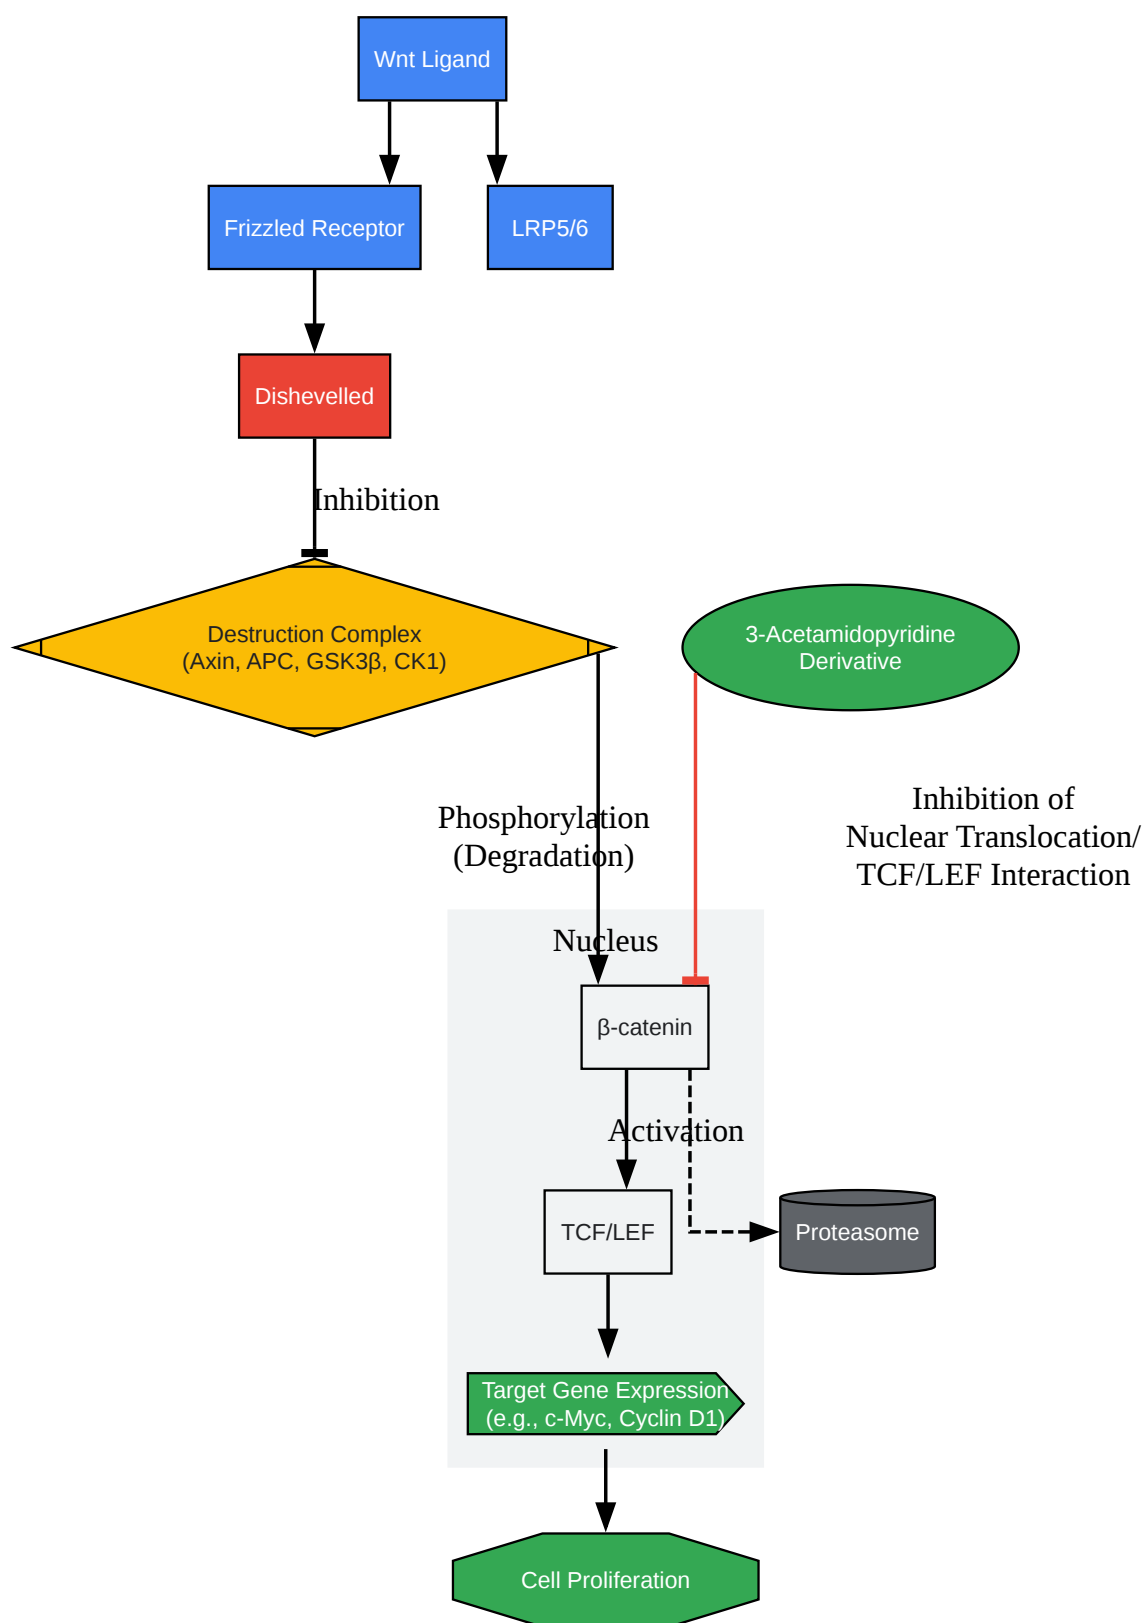 Wnt Ligand
Frizzled Receptor
LRP5/6
Dishevelled
Inhibition
Destruction Complex
(Axin, APC, GSK3β, CK1)
3-Acetamidopyridine
Derivative
Phosphorylation
(Degradation)
Inhibition of
Nuclear Translocation/
TCF/LEF Interaction
Nucleus
β-catenin
Activation
TCF/LEF
Proteasome
Target Gene Expression
(e.g., c-Myc, Cyclin D1)
Cell Proliferation